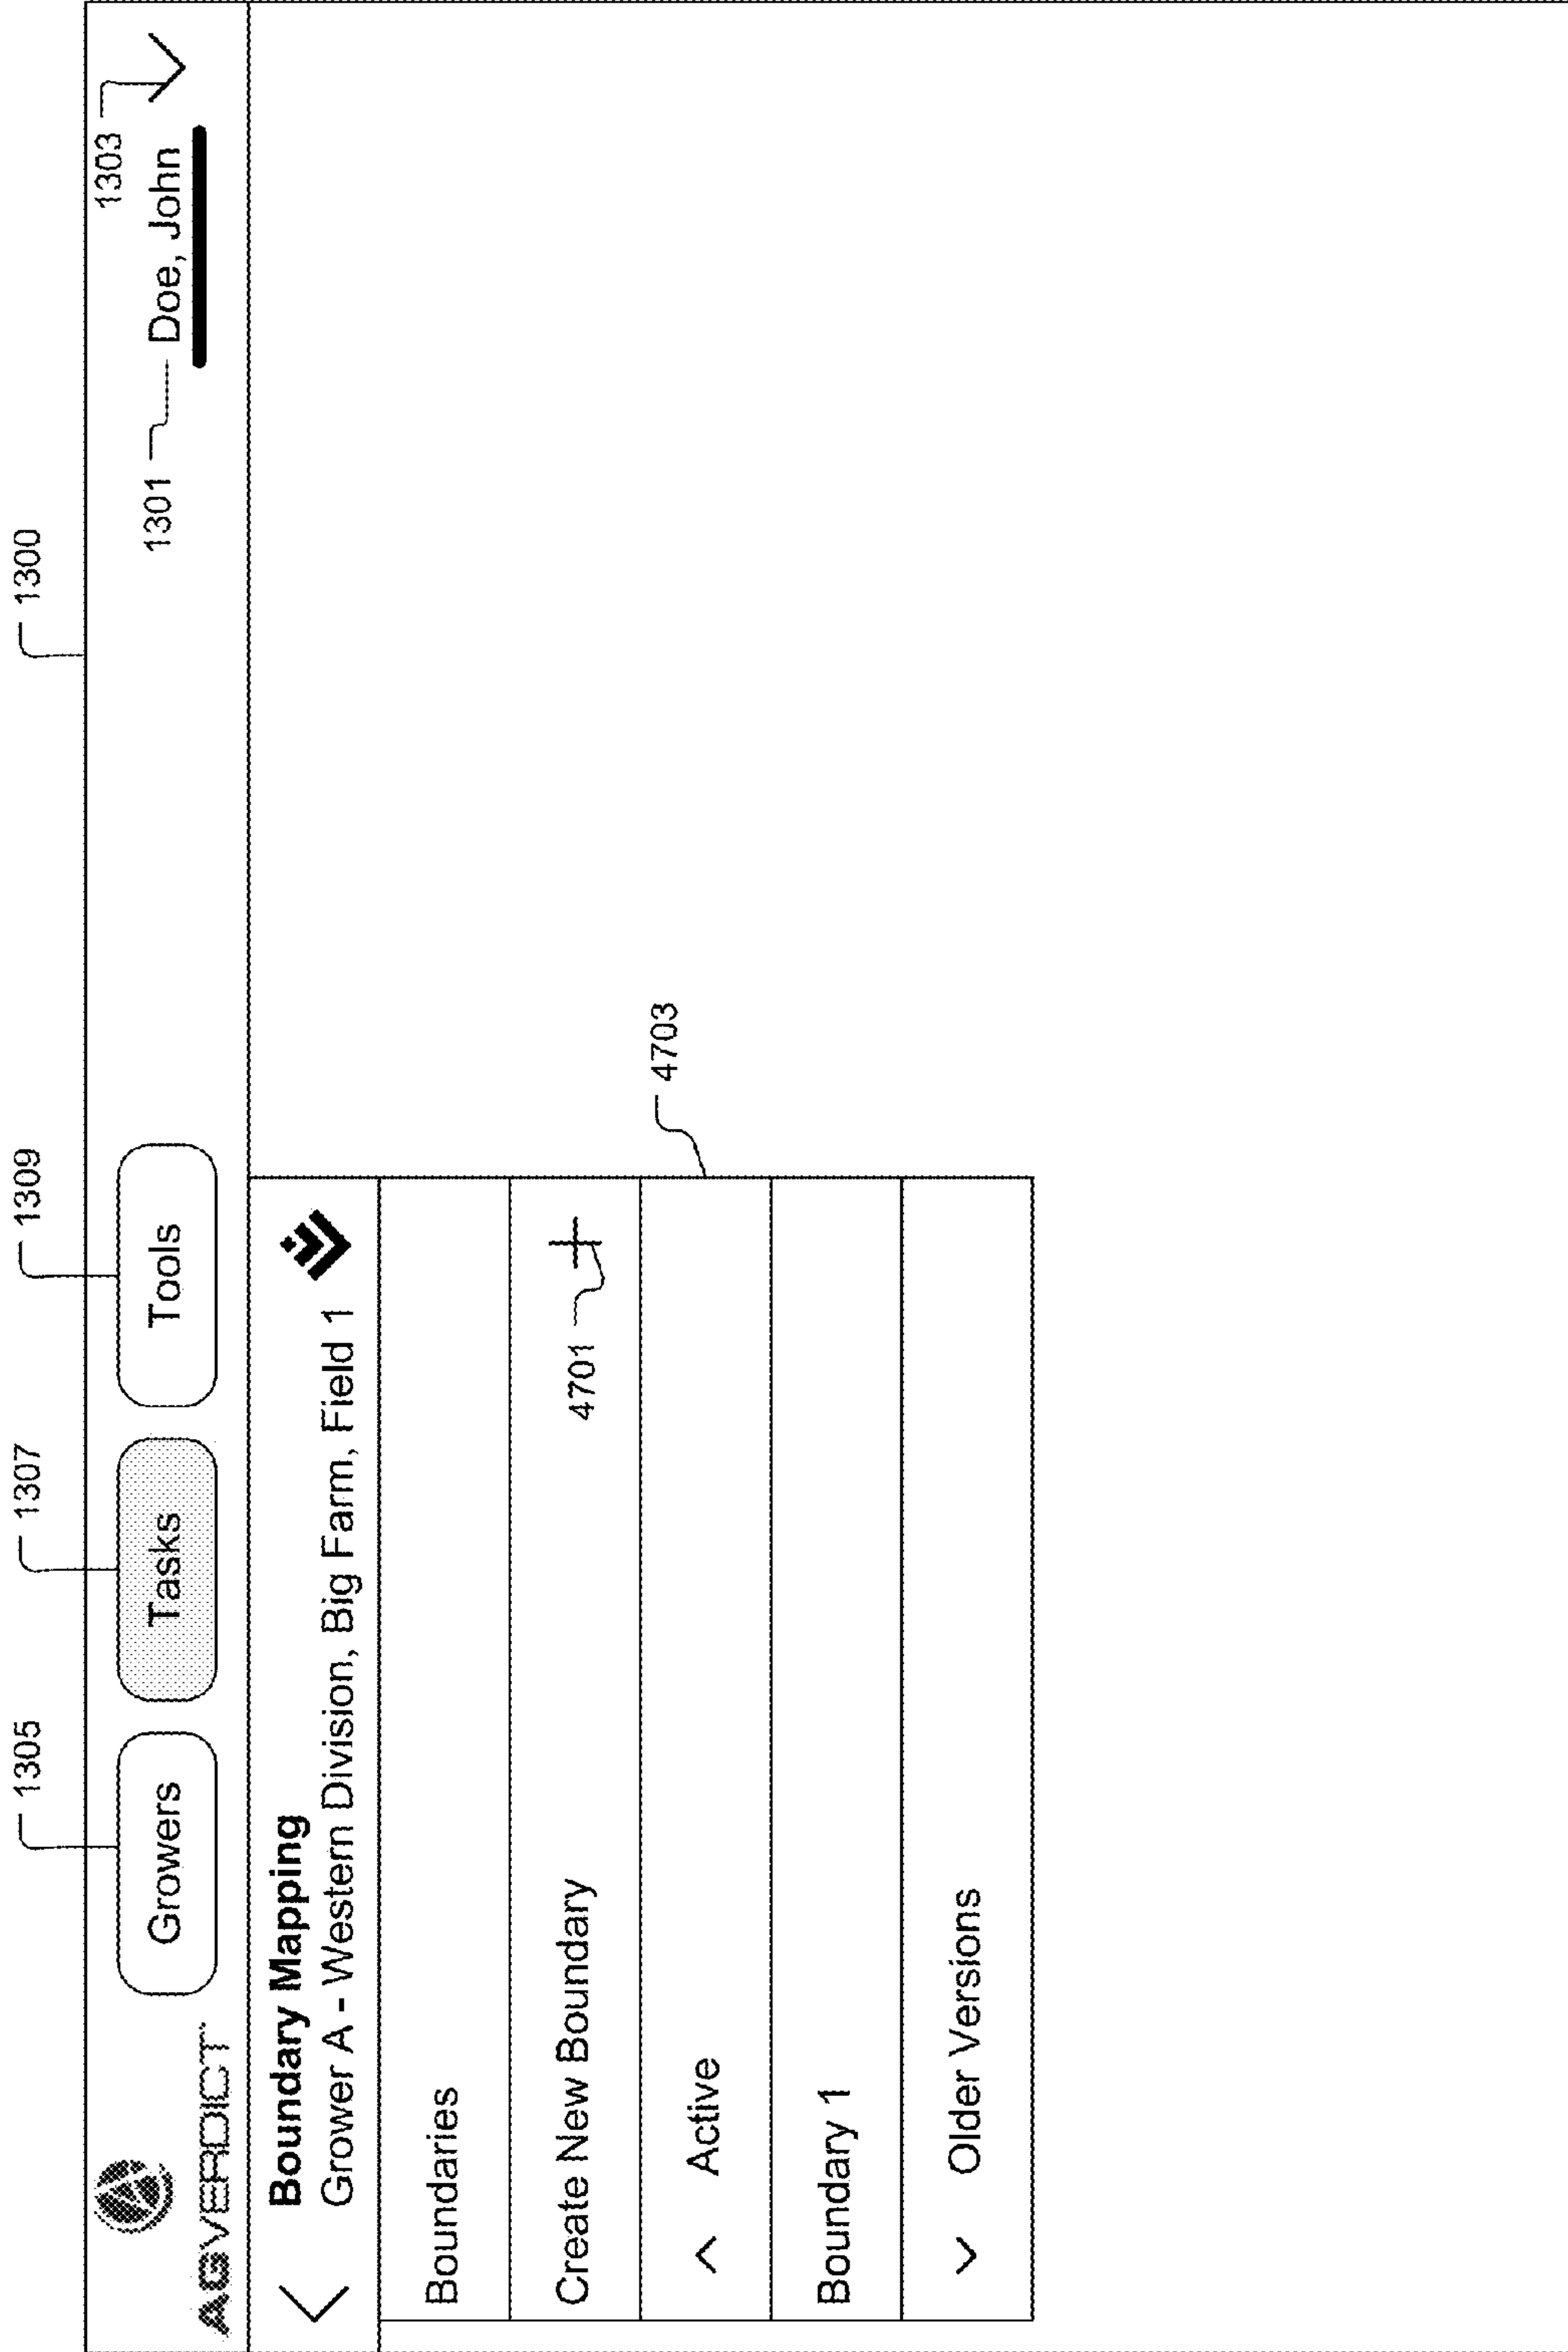 1300
1305
1307
1309
1303
AGVERDICT
Growers
Tasks
Tools
1301
Doe, John
Boundary Mapping
Grower A - Western Division, Big Farm, Field 1
Boundaries
Create New Boundary
4701
4703
^ Active
Boundary 1
Older Versions